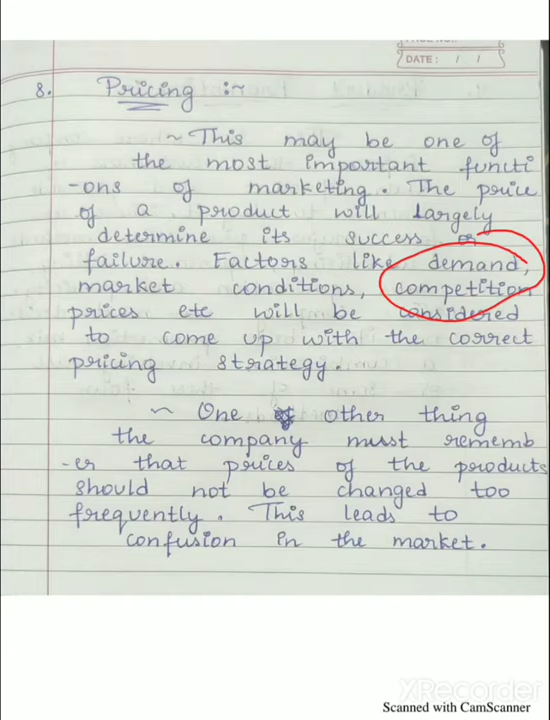 DATE: / /
8. Pricing :~
~ This may be one of
the most important functi
-ons of marketing. The price
of a product will largely
determine its success or
failure. Factors like demand,
market conditions, competition
prices etc will be considered
to come up with the correct
pricing strategy.
~ One other thing
the company must rememb
-er that prices of the products
should not be changed too
frequently. This leads to
confusion in the market.
XRecorder
Scanned with CamScanner